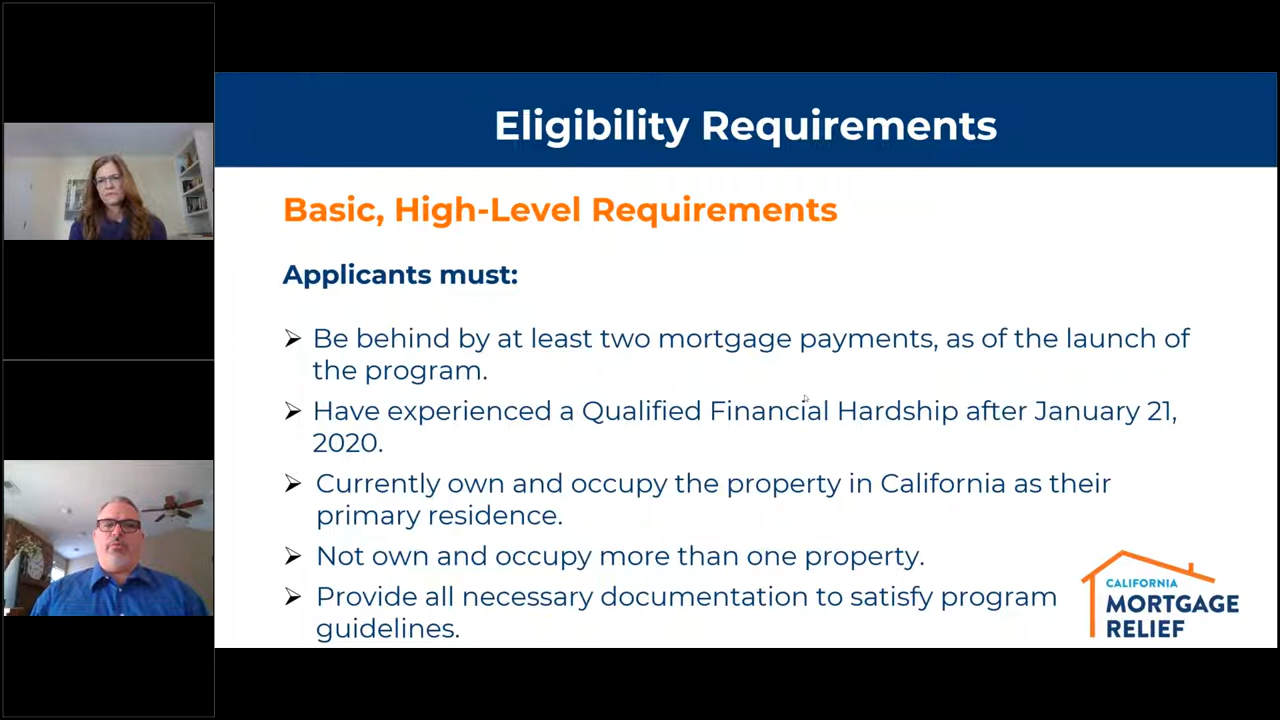 Eligibility Requirements
Basic, High-Level Requirements
Applicants must:
➢ Be behind by at least two mortgage payments, as of the launch of
the program.
➢ Have experienced a Qualified Financial Hardship after January 21,
2020.
➢ Currently own and occupy the property in California as their
primary residence.
➢ Not own and occupy more than one property.
➢ Provide all necessary documentation to satisfy program
guidelines.
CALIFORNIA
MORTGAGE
RELIEF